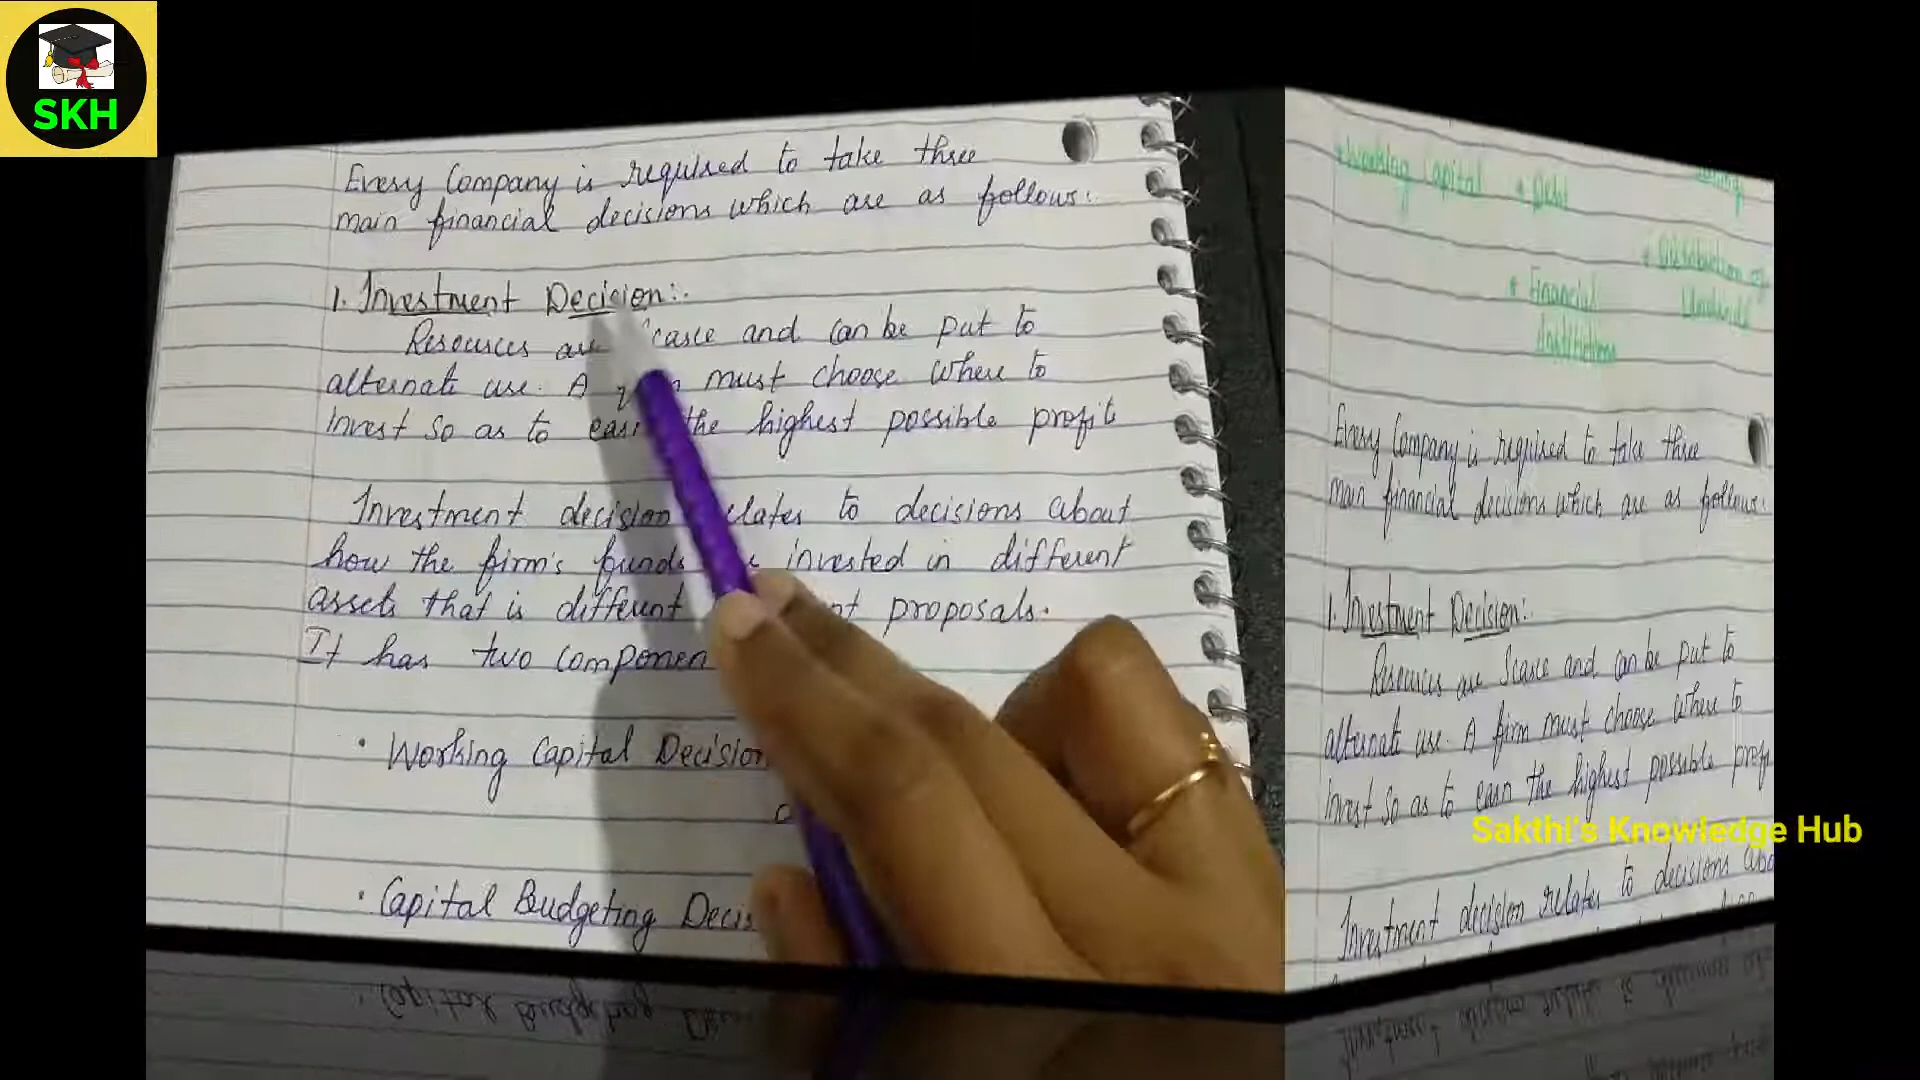 SKH
Every Company is required to take three
main financial decisions which are as follows:
1. Investment Decision:.
Resources are Scarce and can be put to
alternate use. A must choose where to
invest so as to earn the highest possible profit
Investment decision relates to decisions about
how the firm's funds invested in different
assets that is different proposals.
It has two
• Working Capital Decision
• Capital Budgeting
• Working Capital • Debt
• Distribution of
• Financial
Institutions
Every Company is required to take three
main financial decisions which are as follows:
1. Investment Decision:.
Resources are Scarce and can be put to
alternate use. A firm must choose where to
invest so as to earn the highest possible
Sakthi's Knowledge Hub
Investment decision relates to decisions